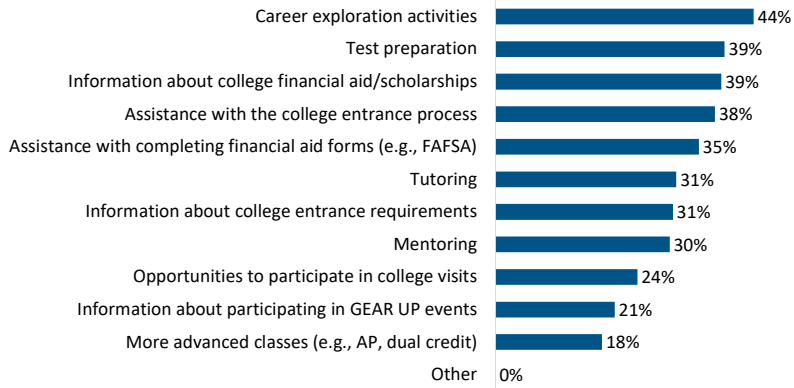 Career exploration activities 44%
Test preparation 39%
Information about college financial aid/scholarships 39%
Assistance with the college entrance process 38%
Assistance with completing financial aid forms (e.g., FAFSA) 35%
Tutoring 31%
Information about college entrance requirements 31%
Mentoring 30%
Opportunities to participate in college visits 24%
Information about participating in GEAR UP events 21%
More advanced classes (e.g., AP, dual credit) 18%
Other 0%